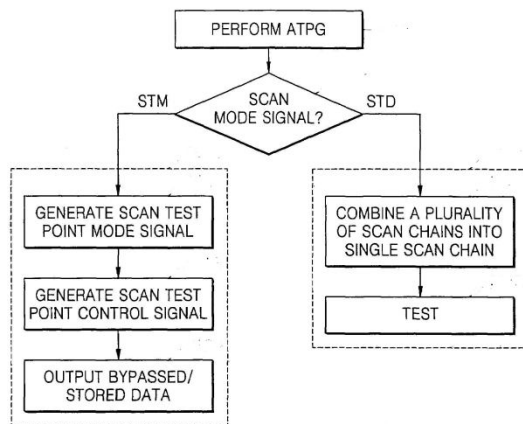 PERFORM ATPG
SCAN
MODE SIGNAL?
STM
STD
GENERATE SCAN TEST
POINT MODE SIGNAL
GENERATE SCAN TEST
POINT CONTROL SIGNAL
OUTPUT BYPASSED/
STORED DATA
COMBINE A PLURALITY
OF SCAN CHAINS INTO
SINGLE SCAN CHAIN
TEST